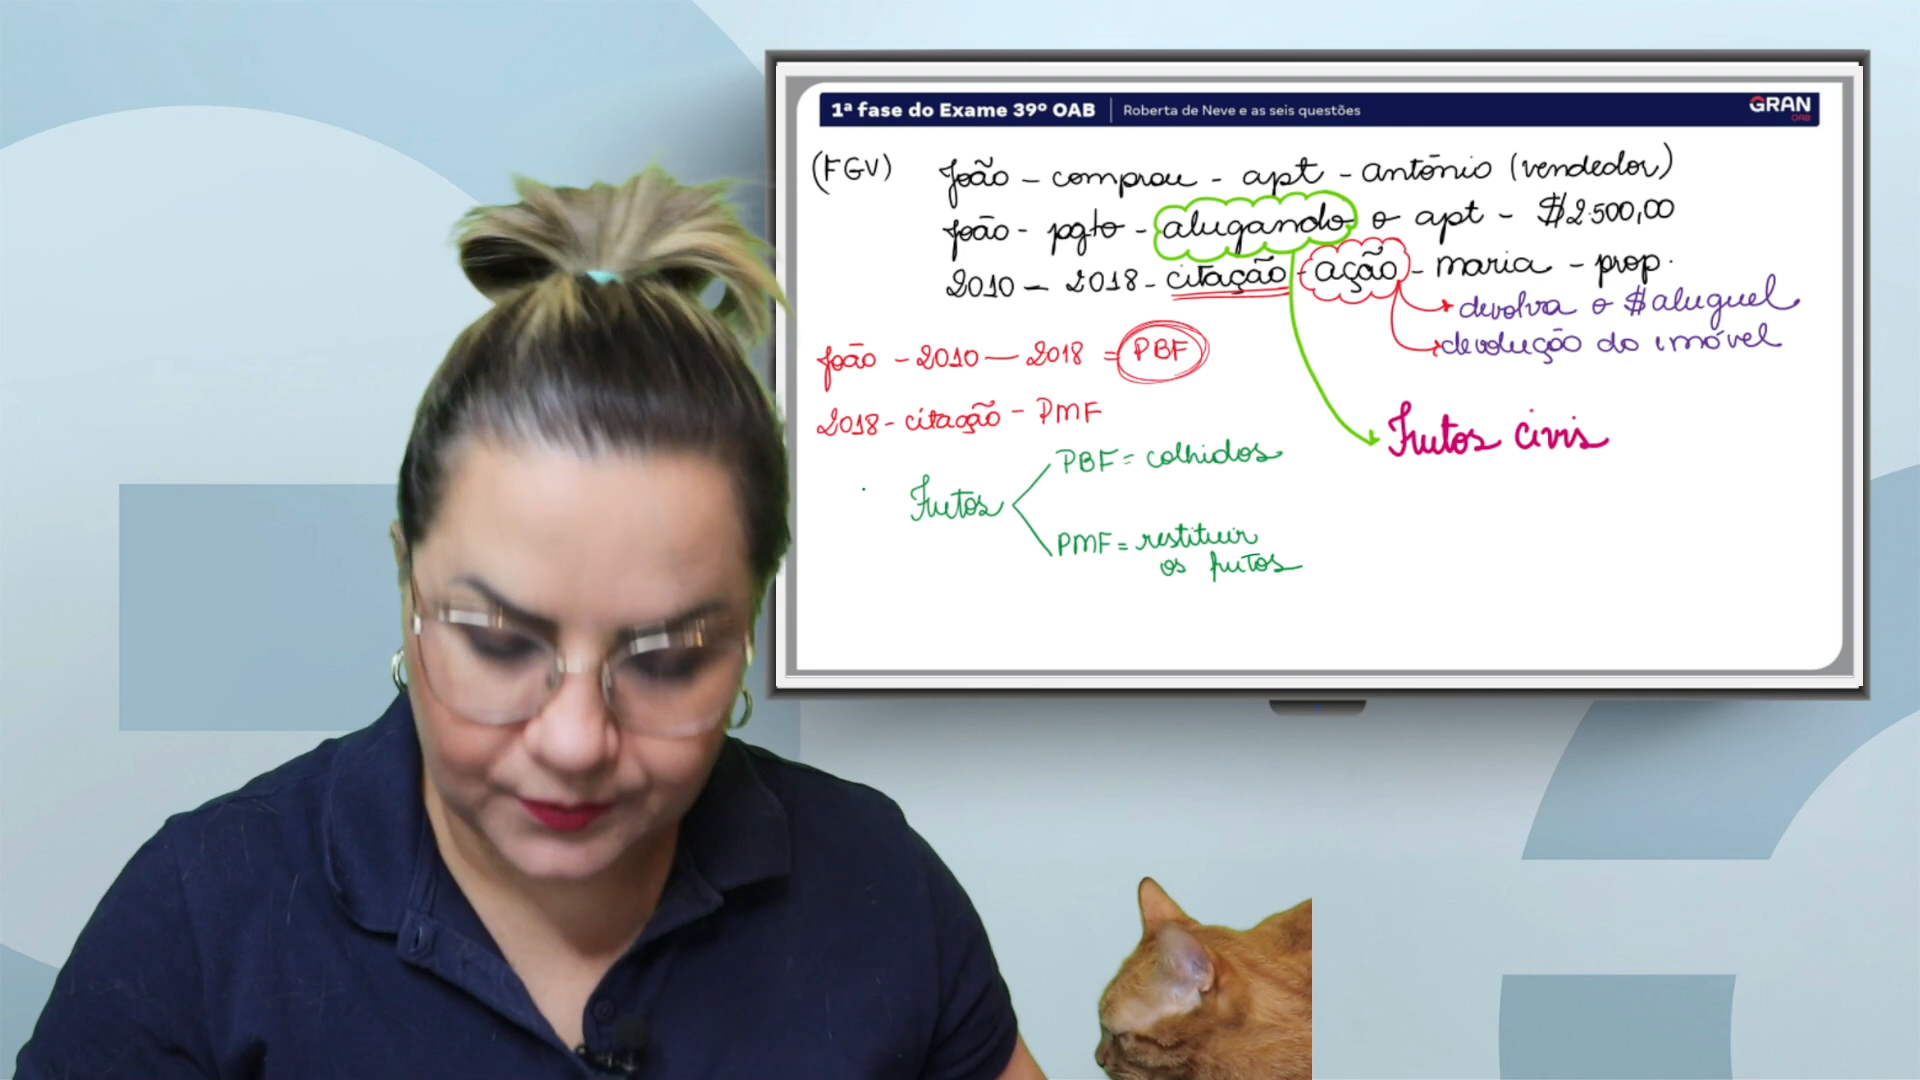 1ª fase do Exame 39º OAB | Roberta de Neve e as seis questões
GRAN
OAB
(FGV) João - comprou - apt - antônio (vendedor)
João - pgto - alugando o apt - $2.500,00
2010 - 2018 - citação - ação - maria - prop.
devolva o $ aluguel
devolução do imóvel
João - 2010 - 2018 = PBF
2018 - citação - PMF
Frutos civis
Frutos
PBF = colhidos
PMF = restituir
os frutos